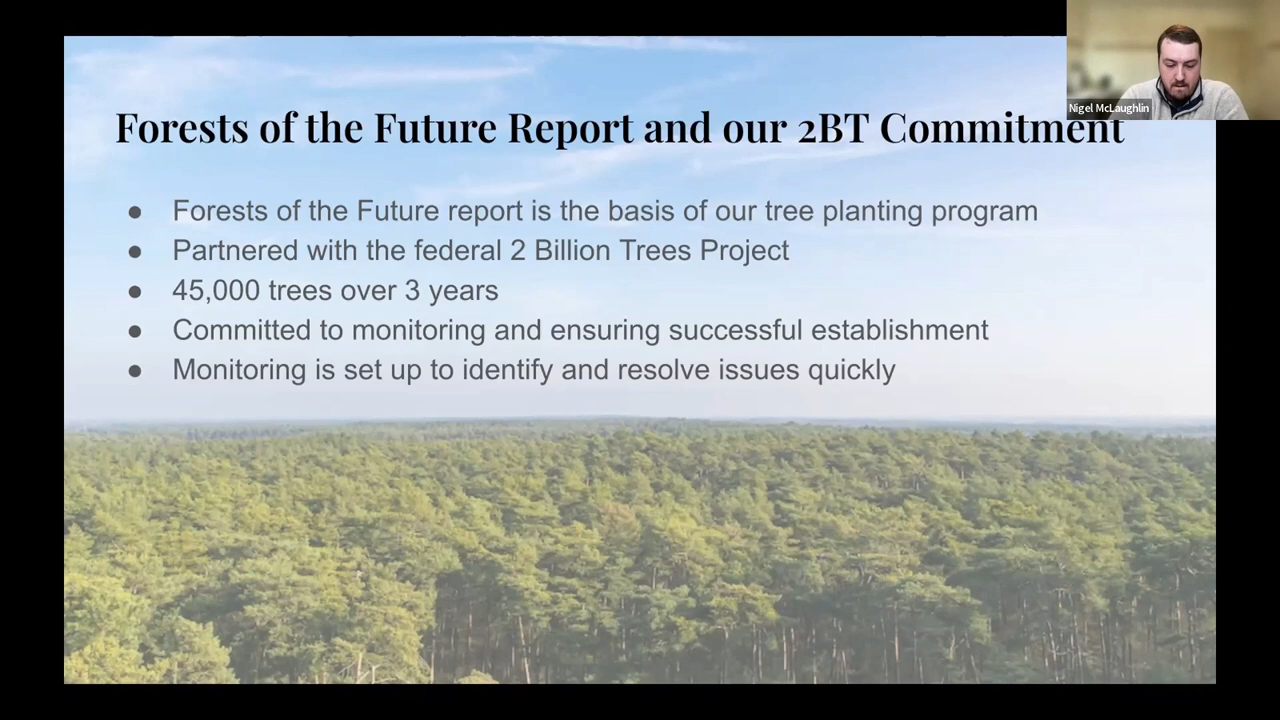 Nigel McLaughlin
Forests of the Future Report and our 2BT Commitment
● Forests of the Future report is the basis of our tree planting program
● Partnered with the federal 2 Billion Trees Project
● 45,000 trees over 3 years
● Committed to monitoring and ensuring successful establishment
● Monitoring is set up to identify and resolve issues quickly